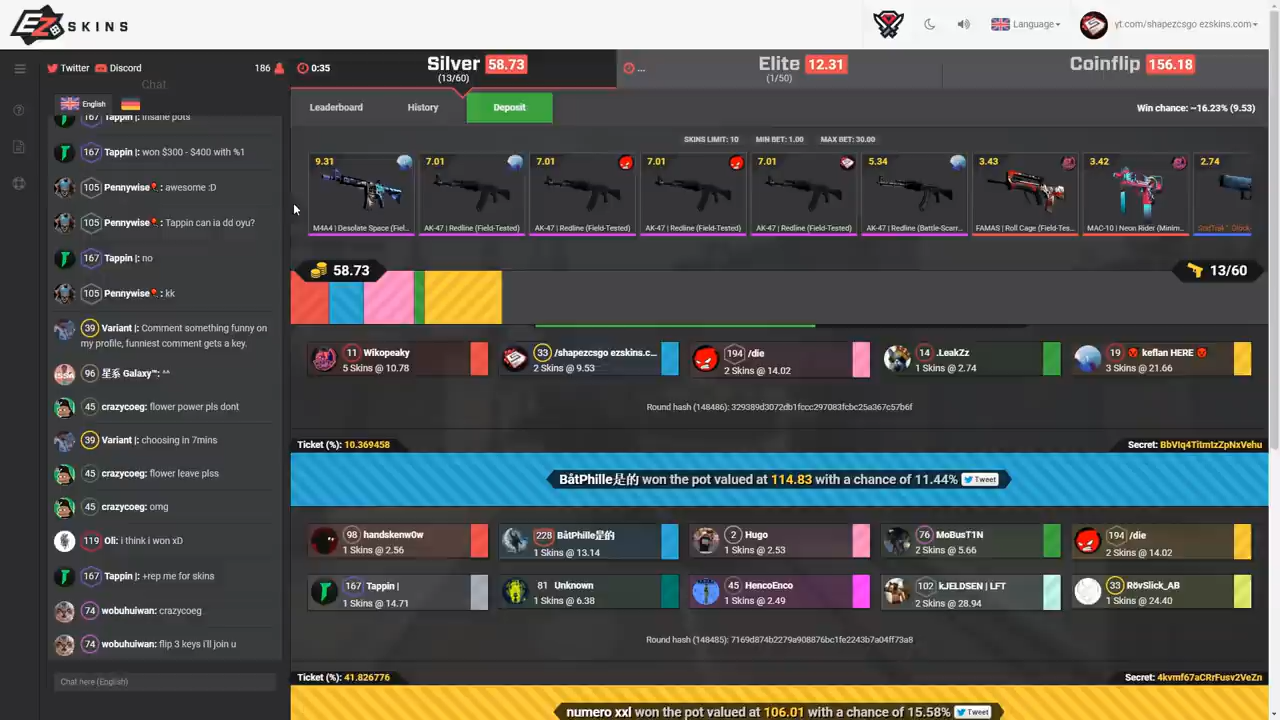 EZ SKINS
Language
yt.com/shapezcsgo ezskins.com
Twitter Discord 186
Chat
English
167 Tappin |: insane pots
167 Tappin |: won $300 - $400 with %1
105 Pennywise🎈: awesome :D
105 Pennywise🎈: Tappin can ia dd oyu?
167 Tappin |: no
105 Pennywise🎈: kk
39 Variant |: Comment something funny on
my profile, funniest comment gets a key.
96 星系 Galaxy™: ^^
45 crazycoeg: flower power pls dont
39 Variant |: choosing in 7mins
45 crazycoeg: flower leave plss
45 crazycoeg: omg
119 Oli: i think i won xD
167 Tappin |: +rep me for skins
74 wobuhuiwan: crazycoeg
74 wobuhuiwan: flip 3 keys i'll join u
Chat here (English)
0:35
Silver 58.73
(13/60)
...
Elite 12.31
(1/50)
Coinflip 156.18
Leaderboard History Deposit
Win chance: ~16.23% (9.53)
SKINS LIMIT: 10 MIN BET: 1.00 MAX BET: 30.00
9.31 7.01 7.01 7.01 7.01 5.34 3.43 3.42 2.74
M4A4 | Desolate Space (Fiel... AK-47 | Redline (Field-Tested) AK-47 | Redline (Field-Tested) AK-47 | Redline (Field-Tested) AK-47 | Redline (Field-Tested) AK-47 | Redline (Battle-Scarr... FAMAS | Roll Cage (Field-Tes... MAC-10 | Neon Rider (Minim... StatTrak™ Glock
58.73
13/60
11 Wikopeaky
5 Skins @ 10.78
33 /shapezcsgo ezskins.c...
2 Skins @ 9.53
194 /die
2 Skins @ 14.02
14 .LeakZz
1 Skins @ 2.74
19 keflan HERE
3 Skins @ 21.66
Round hash (148486): 329389d3072db1fccc297083fcbc25a367c57b6f
Ticket (%): 10.369458
Secret: BbVIq4TitmtzZpNxVehu
BåtPhille是的 won the pot valued at 114.83 with a chance of 11.44% Tweet
98 handskenw0w
1 Skins @ 2.56
228 BåtPhille是的
1 Skins @ 13.14
2 Hugo
1 Skins @ 2.53
76 MoBusT1N
2 Skins @ 5.66
194 /die
2 Skins @ 14.02
167 Tappin |
1 Skins @ 14.71
81 Unknown
1 Skins @ 6.38
45 HencoEnco
1 Skins @ 2.49
102 kJELDSEN | LFT
2 Skins @ 28.94
33 RövSlick_AB
1 Skins @ 24.40
Round hash (148485): 7169d874b2279a908876bc1fe2243b7a04ff73a8
Ticket (%): 41.826776
Secret: 4kvmf67aCRrFusv2VeZn
numero xxl won the pot valued at 106.01 with a chance of 15.58% Tweet